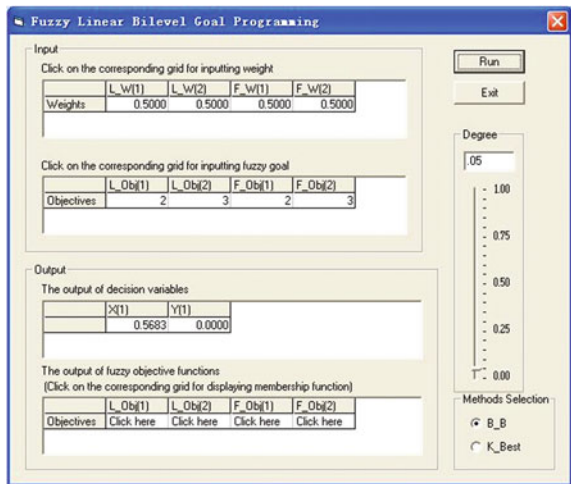 Fuzzy Linear Bilevel Goal Programming
Input
Click on the corresponding grid for inputting weight
L_W(1) L_W(2) F_W(1) F_W(2)
Weights 0.5000 0.5000 0.5000 0.5000
Click on the corresponding grid for inputting fuzzy goal
L_Obj(1) L_Obj(2) F_Obj(1) F_Obj(2)
Objectives 2 3 2 3
Output
The output of decision variables
X(1) Y(1)
0.5683 0.0000
The output of fuzzy objective functions
(Click on the corresponding grid for displaying membership function)
L_Obj(1) L_Obj(2) F_Obj(1) F_Obj(2)
Objectives Click here Click here Click here Click here
Run
Exit
Degree
.05
1.00
0.75
0.50
0.25
0.00
Methods Selection
B_B
K_Best